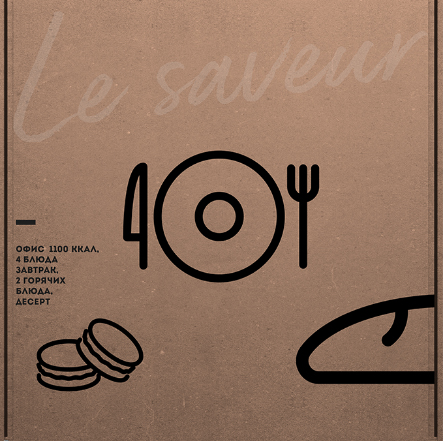 Le saveur
ОФИС 1100 ККАЛ,
4 БЛЮДА
ЗАВТРАК,
2 ГОРЯЧИХ
БЛЮДА,
ДЕСЕРТ